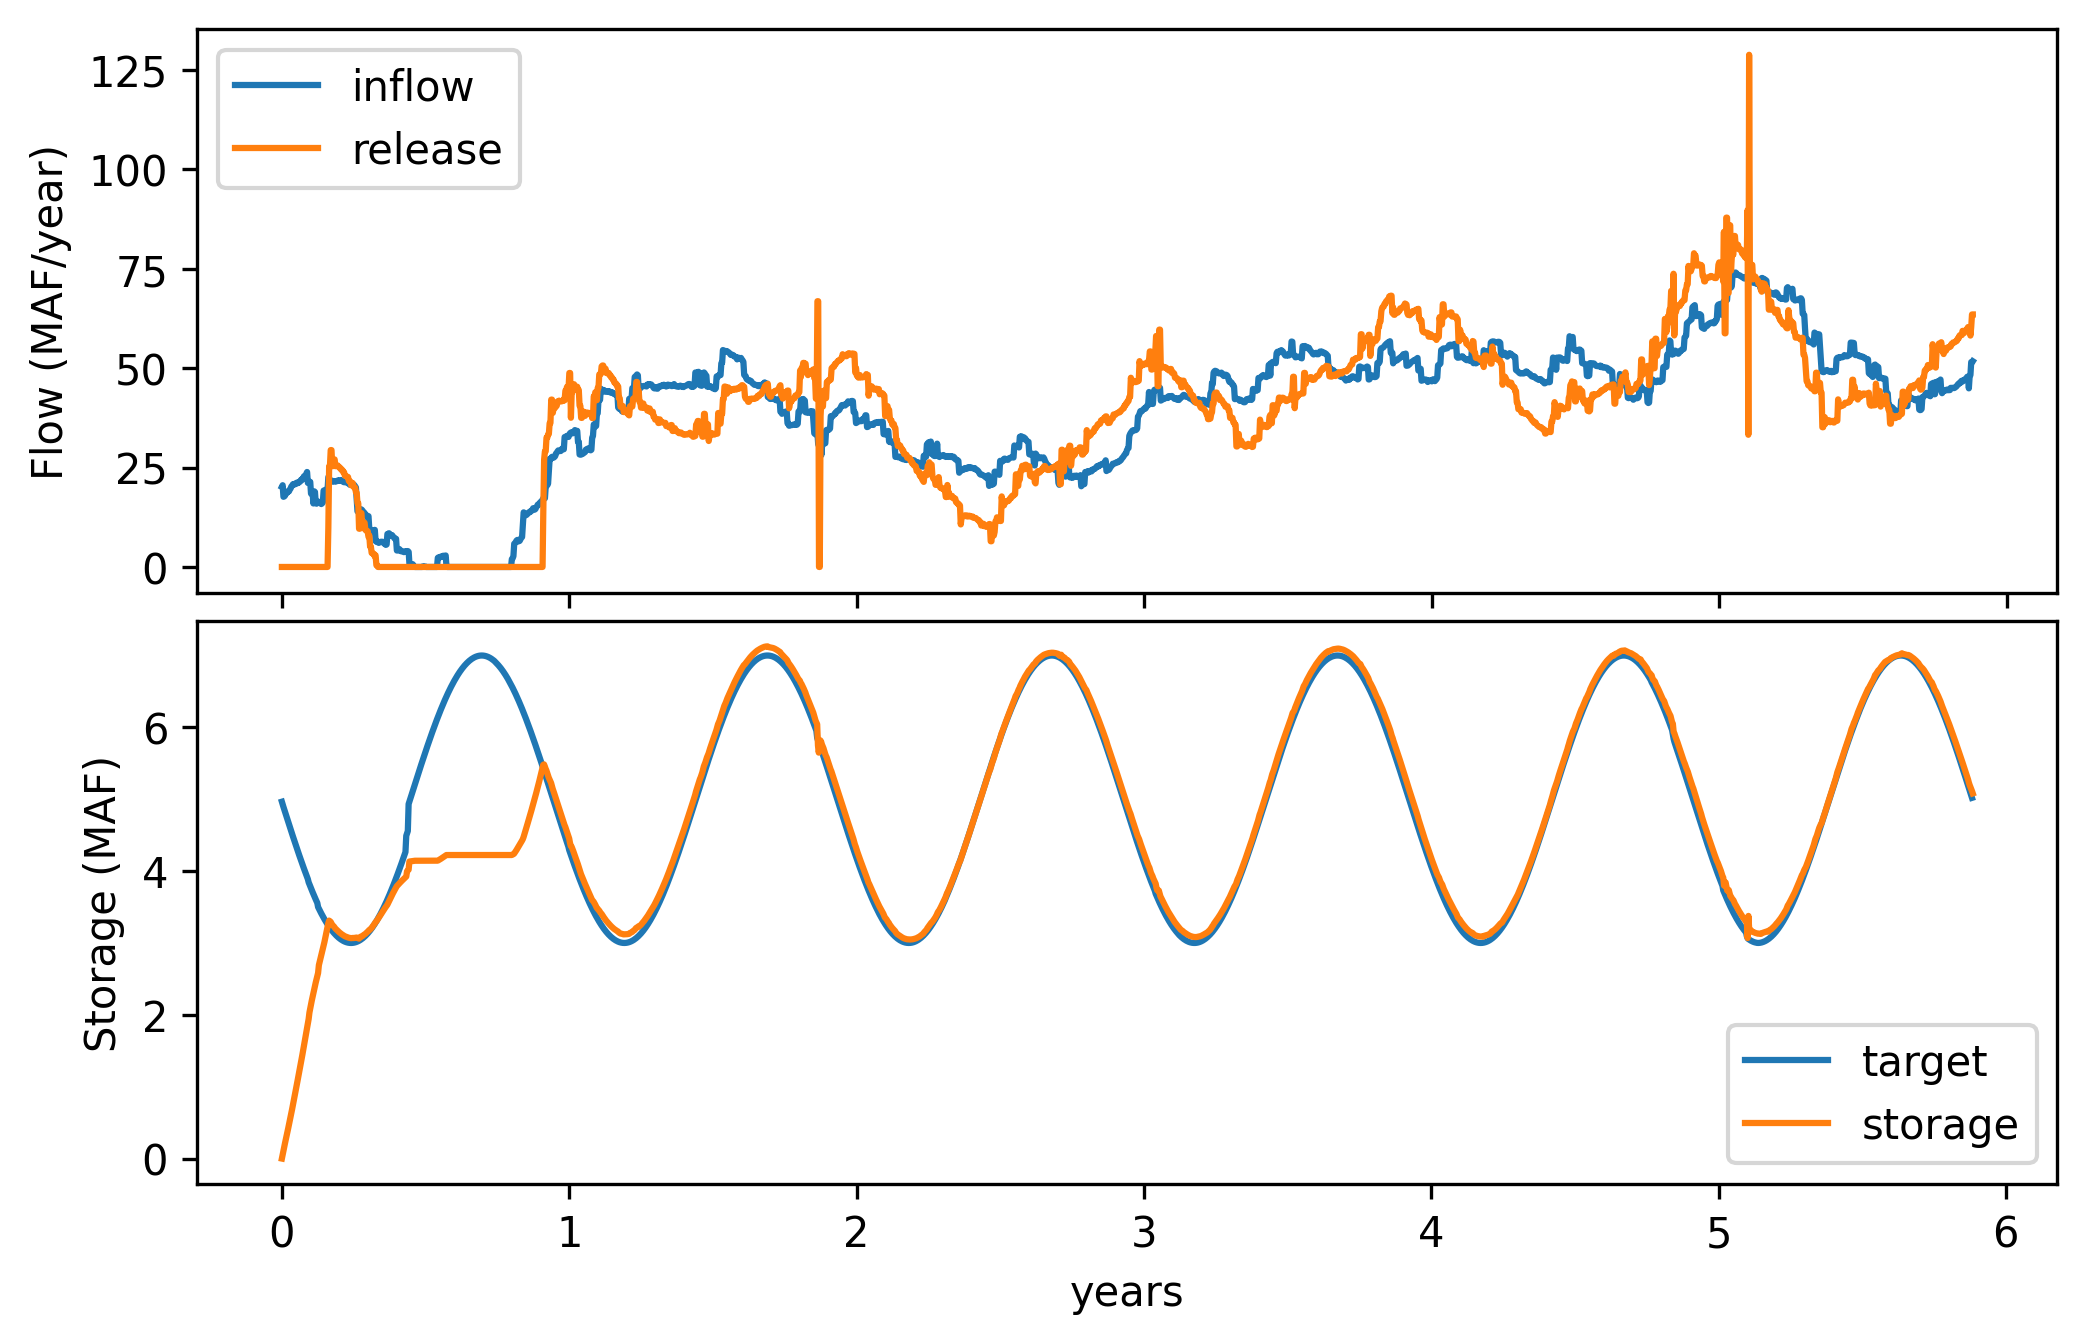 Flow (MAF/year)
125
100
75
50
25
0
inflow
release
Storage (MAF)
6
4
2
0
target
storage
0 1 2 3 4 5 6
years